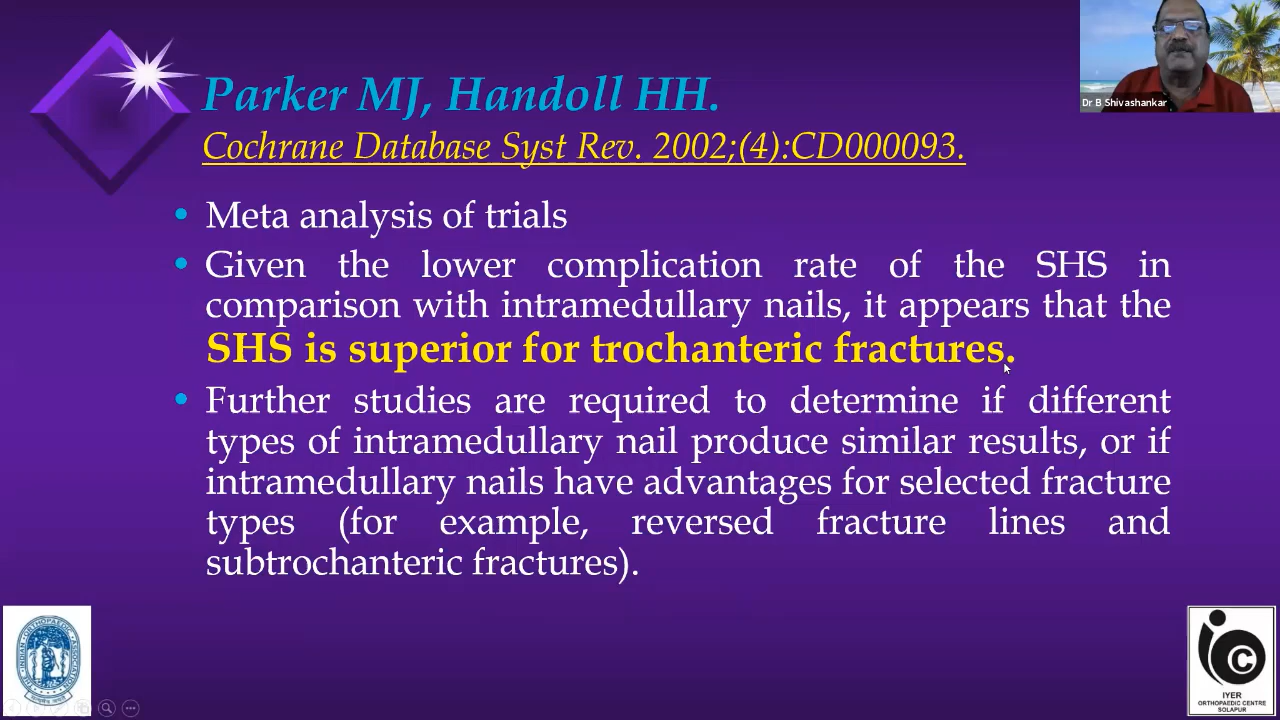 Parker MJ, Handoll HH.
Cochrane Database Syst Rev. 2002;(4):CD000093.
Dr B Shivashankar
• Meta analysis of trials
• Given the lower complication rate of the SHS in
comparison with intramedullary nails, it appears that the
SHS is superior for trochanteric fractures.
• Further studies are required to determine if different
types of intramedullary nail produce similar results, or if
intramedullary nails have advantages for selected fracture
types (for example, reversed fracture lines and
subtrochanteric fractures).
INDIAN ORTHOPAEDIC ASSOCIATION
C
IYER
ORTHOPAEDIC CENTRE
SOLAPUR